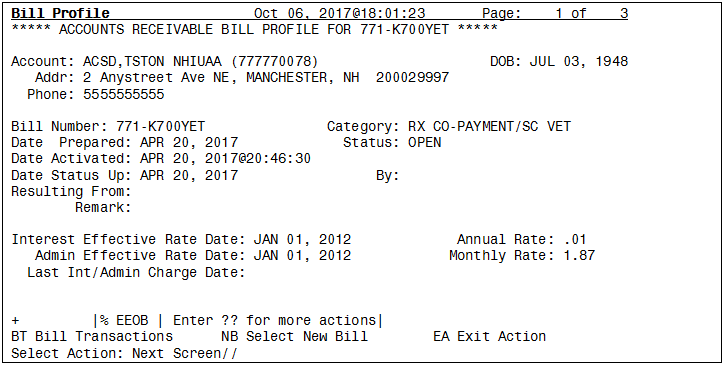 Bill Profile Oct 06, 2017@18:01:23 Page: 1 of 3
***** ACCOUNTS RECEIVABLE BILL PROFILE FOR 771-K700YET *****
Account: ACSD,TSTON NHIUAA (777770078) DOB: JUL 03, 1948
Addr: 2 Anystreet Ave NE, MANCHESTER, NH 200029997
Phone: 5555555555
Bill Number: 771-K700YET Category: RX CO-PAYMENT/SC VET
Date Prepared: APR 20, 2017 Status: OPEN
Date Activated: APR 20, 2017@20:46:30
Date Status Up: APR 20, 2017 By:
Resulting From:
Remark:
Interest Effective Rate Date: JAN 01, 2012 Annual Rate: .01
Admin Effective Rate Date: JAN 01, 2012 Monthly Rate: 1.87
Last Int/Admin Charge Date:
+ |% EEOB | Enter ?? for more actions|
BT Bill Transactions NB Select New Bill EA Exit Action
Select Action: Next Screen//